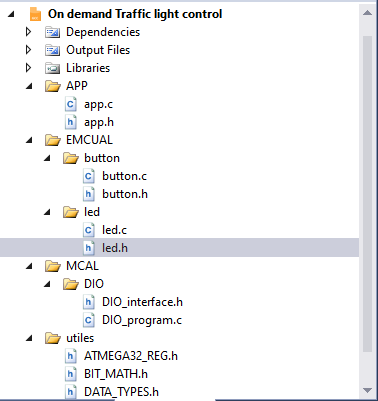 On demand Traffic light control
Dependencies
Output Files
Libraries
APP
app.c
app.h
EMCUAL
button
button.c
button.h
led
led.c
led.h
MCAL
DIO
DIO_interface.h
DIO_program.c
utiles
ATMEGA32_REG.h
BIT_MATH.h
DATA_TYPES.h